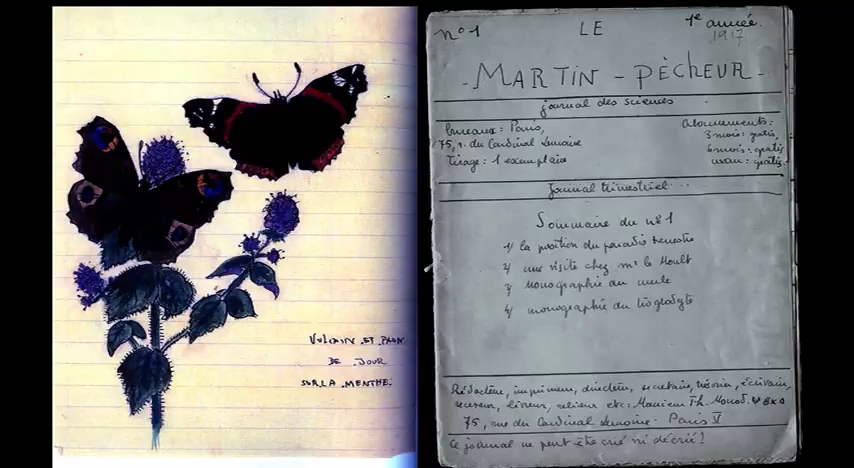 VULCAIN ET PAON
DE JOUR
SUR LA MENTHE.
n°1 LE 1e année.
1917
- MARTIN - PÊCHEUR -
journal des sciences
bureaux: Paris,
75, r. du Cardinal Lemoine
Tirage: 1 exemplaire
Abonnements:
3 mois: gratis,
6 mois: gratis,
un an: gratis.
Journal trimestriel...
Sommaire du n°1
1/ la position du paradis terrestre
2/ une visite chez mr le Moult
3/ Monographie du merle
4/ monographie du troglodyte
Rédacteur, imprimeur, directeur, secrétaire, trésorier, écrivain,
receveur, livreur, relieur etc: Monsieur Th. Monod.
75, rue du Cardinal Lemoine - Paris V
Ce journal ne peut être crié ni décrié!